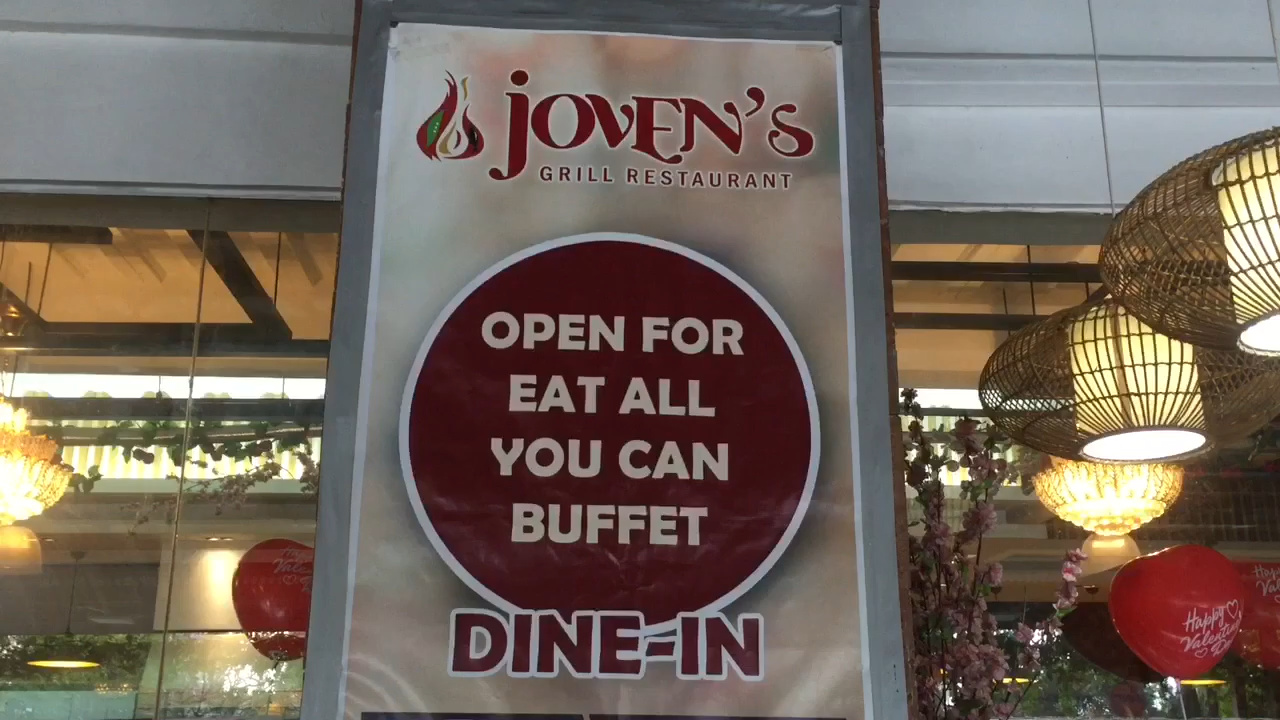 JOVEN'S
GRILL RESTAURANT
OPEN FOR
EAT ALL
YOU CAN
BUFFET
DINE-IN
Happy
Valentine